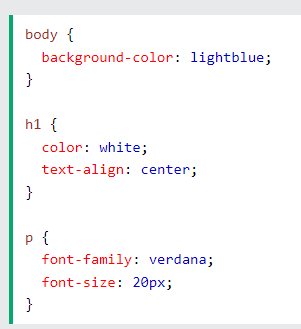 body {
  background-color: lightblue;
}

h1 {
  color: white;
  text-align: center;
}

p {
  font-family: verdana;
  font-size: 20px;
}